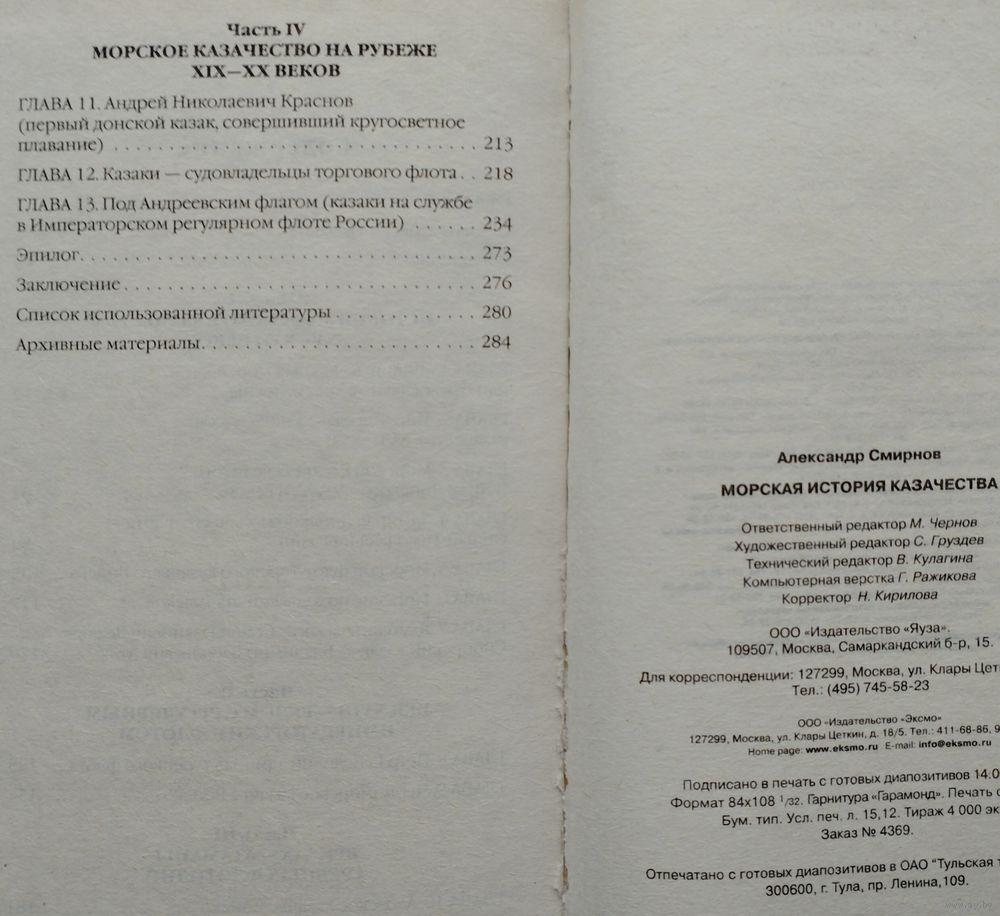 Часть IV
МОРСКОЕ КАЗАЧЕСТВО НА РУБЕЖЕ
XIX—XX ВЕКОВ
ГЛАВА 11. Андрей Николаевич Краснов
(первый донской казак, совершивший кругосветное
плавание) . . . . . . . . . . . . . . . . . . . . . . . . . . 213
ГЛАВА 12. Казаки — судовладельцы торгового флота . . 218
ГЛАВА 13. Под Андреевским флагом (казаки на службе
в Императорском регулярном флоте России) . . . . . . 234
Эпилог. . . . . . . . . . . . . . . . . . . . . . . . . . . . 273
Заключение . . . . . . . . . . . . . . . . . . . . . . . . . 276
Список использованной литературы . . . . . . . . . . 280
Архивные материалы. . . . . . . . . . . . . . . . . . . 284
Александр Смирнов
МОРСКАЯ ИСТОРИЯ КАЗАЧЕСТВА
Ответственный редактор М. Чернов
Художественный редактор С. Груздев
Технический редактор В. Кулагина
Компьютерная верстка Г. Ражикова
Корректор Н. Кирилова
ООО «Издательство «Яуза».
109507, Москва, Самаркандский б-р, 15.
Для корреспонденции: 127299, Москва, ул. Клары Цет
Тел.: (495) 745-58-23
ООО «Издательство «Эксмо»
127299, Москва, ул. Клары Цеткин, д. 18/5. Тел.: 411-68-86, 9
Home page: www.eksmo.ru E-mail: info@eksmo.ru
Подписано в печать с готовых диапозитивов 14.0
Формат 84x108 1/32. Гарнитура «Гарамонд». Печать
Бум. тип. Усл. печ. л. 15,12. Тираж 4 000 эк
Заказ № 4369.
Отпечатано с готовых диапозитивов в ОАО "Тульская
300600, г. Тула, пр. Ленина,109.